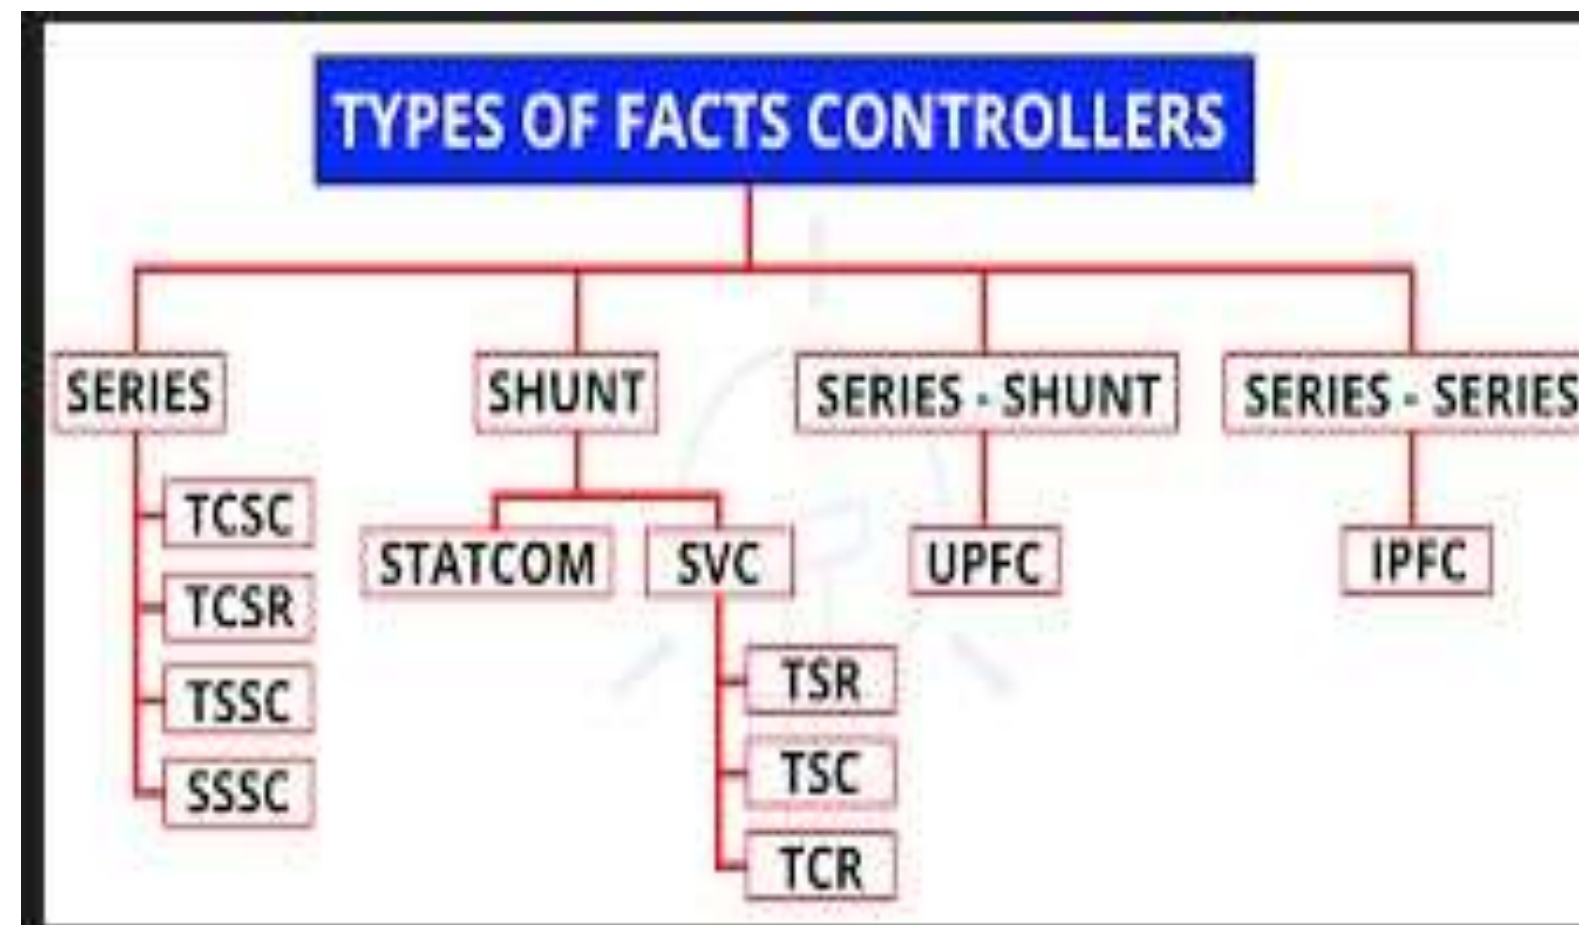 TYPES OF FACTS CONTROLLERS
SERIES
SHUNT
SERIES - SHUNT
SERIES - SERIES
TCSC
TCSR
TSSC
SSSC
STATCOM
SVC
TSR
TSC
TCR
UPFC
IPFC